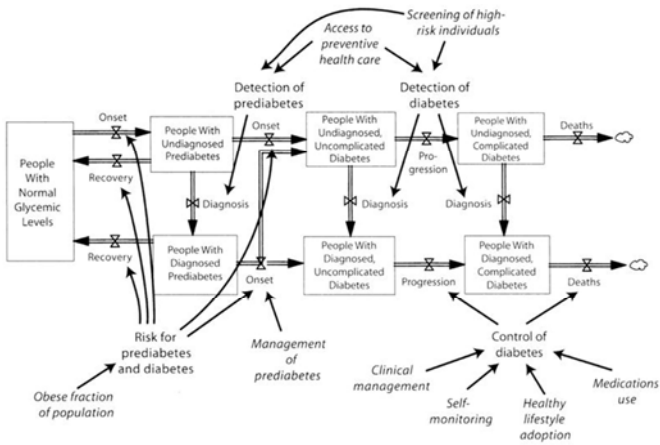 Screening of high-
risk individuals
Access to
preventive
health care
Detection of
prediabetes
Detection of
diabetes
Onset
People With
Undiagnosed
Prediabetes
Onset
People With
Undiagnosed,
Uncomplicated
Diabetes
Pro-
gression
People With
Undiagnosed,
Complicated
Diabetes
Deaths
People
With
Normal
Glycemic
Levels
Recovery
Diagnosis
Diagnosis
Diagnosis
Recovery
People With
Diagnosed
Prediabetes
Onset
People With
Diagnosed,
Uncomplicated
Diabetes
Progression
People With
Diagnosed,
Complicated
Diabetes
Deaths
Risk for
prediabetes
and diabetes
Management
of
prediabetes
Control of
diabetes
Obese fraction
of population
Clinical
management
Self-
monitoring
Healthy
lifestyle
adoption
Medications
use